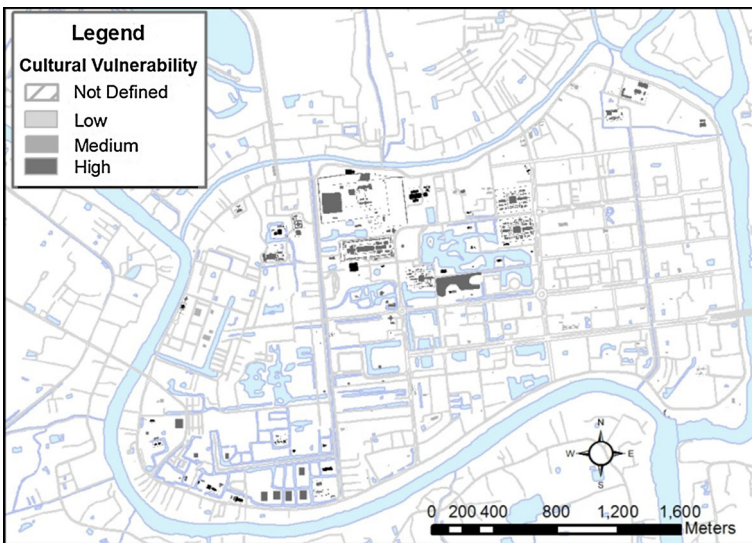 Legend
Cultural Vulnerability
Not Defined
Low
Medium
High
N
W E
S
0 200 400 800 1,200 1,600
Meters